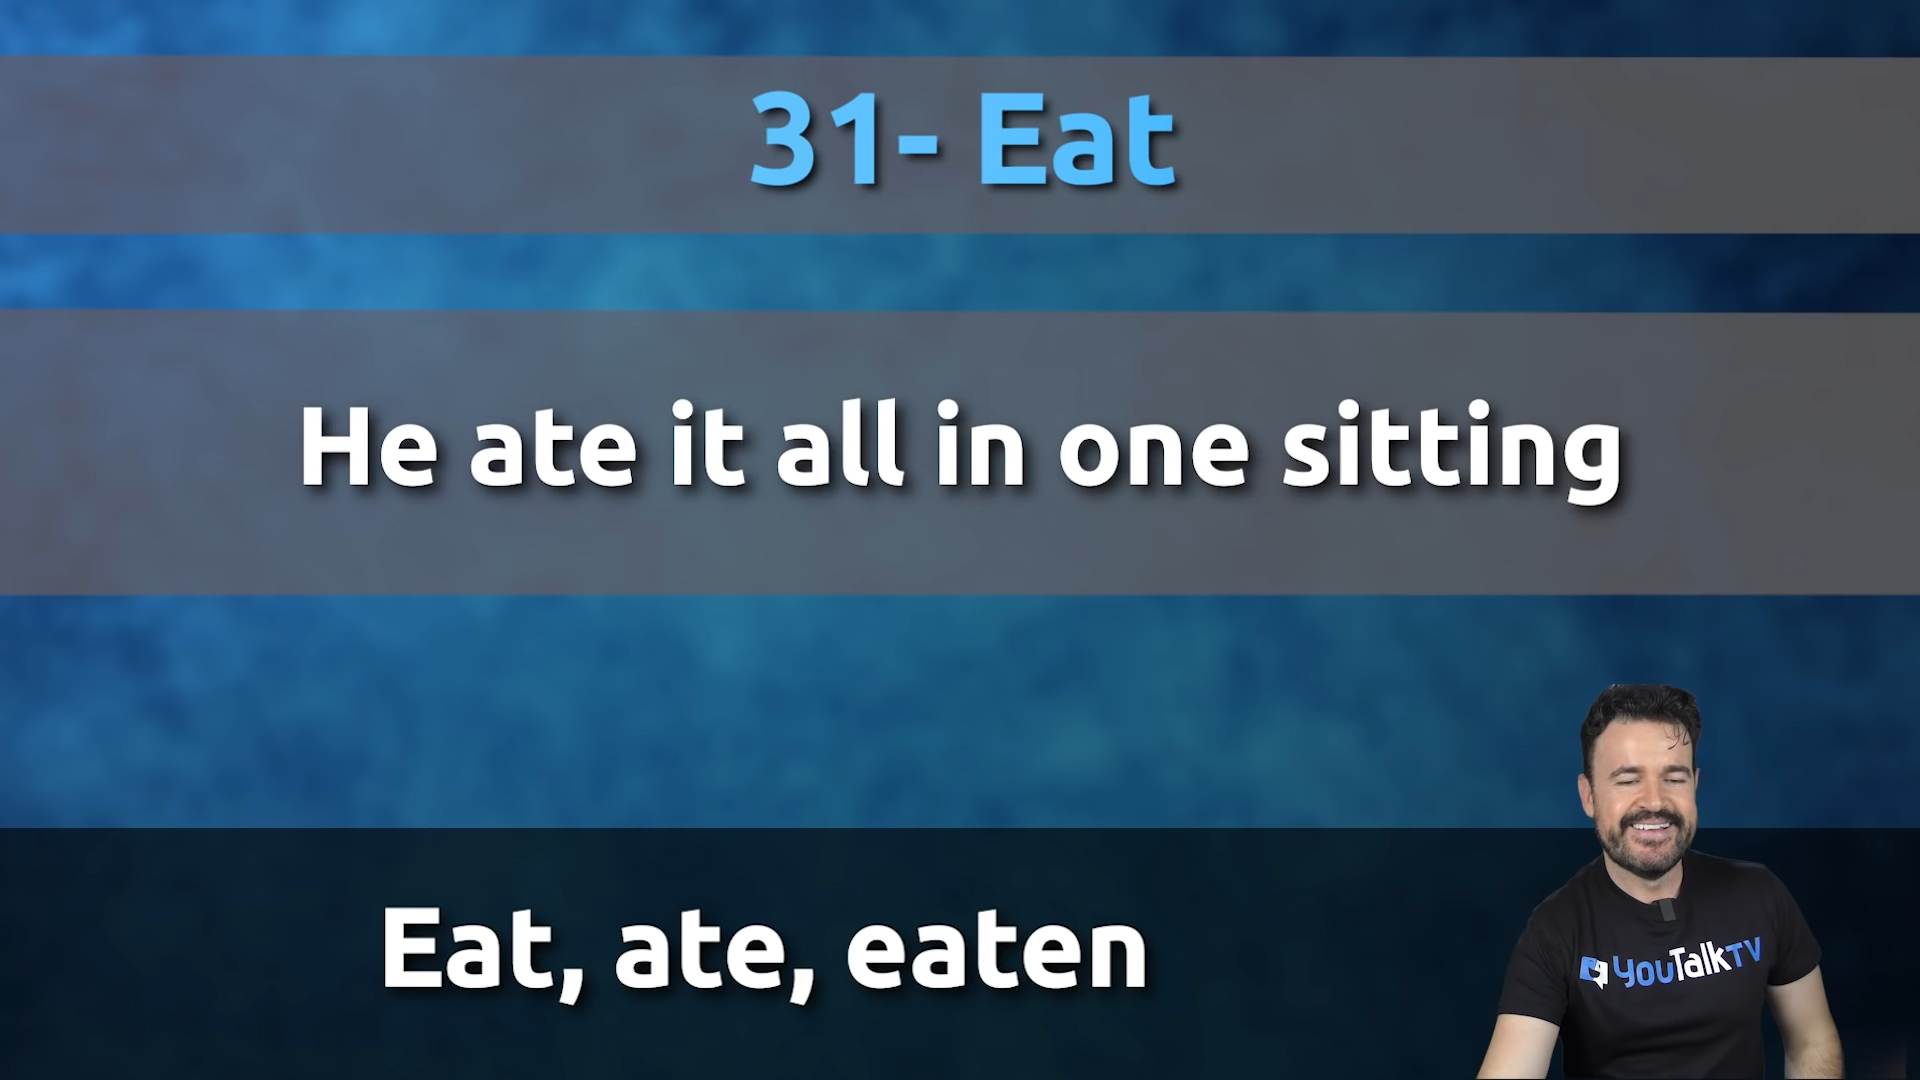 31- Eat
He ate it all in one sitting
Eat, ate, eaten
YouTalkTV